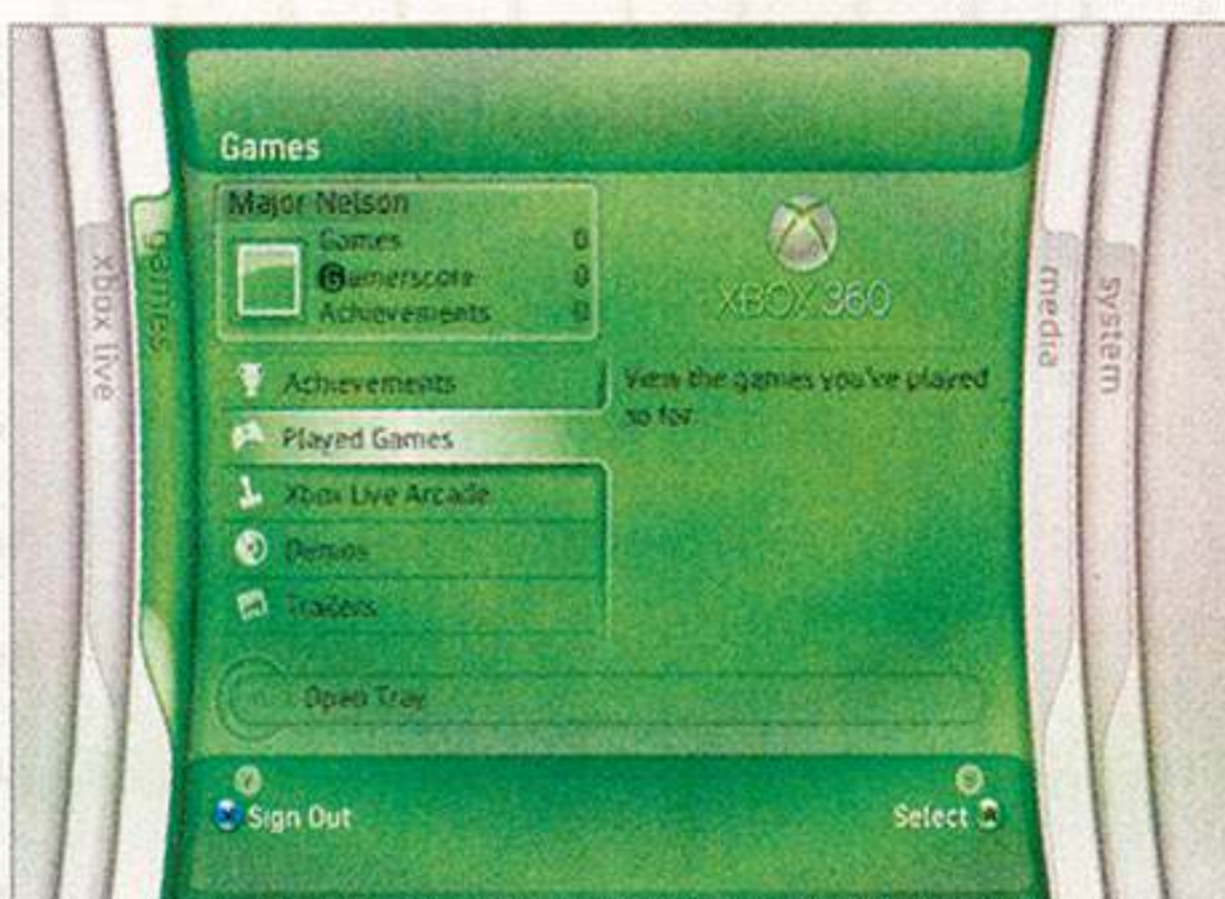 Games
Major Nelson
Games 0
Gamerscore 0
Achievements 0
XBOX 360
Achievements
Played Games
Xbox Live Arcade
Demos
Trailers
View the games you've played
so far
Open Tray
Y
X Sign Out
B
Select A
xbox live
games
media
system